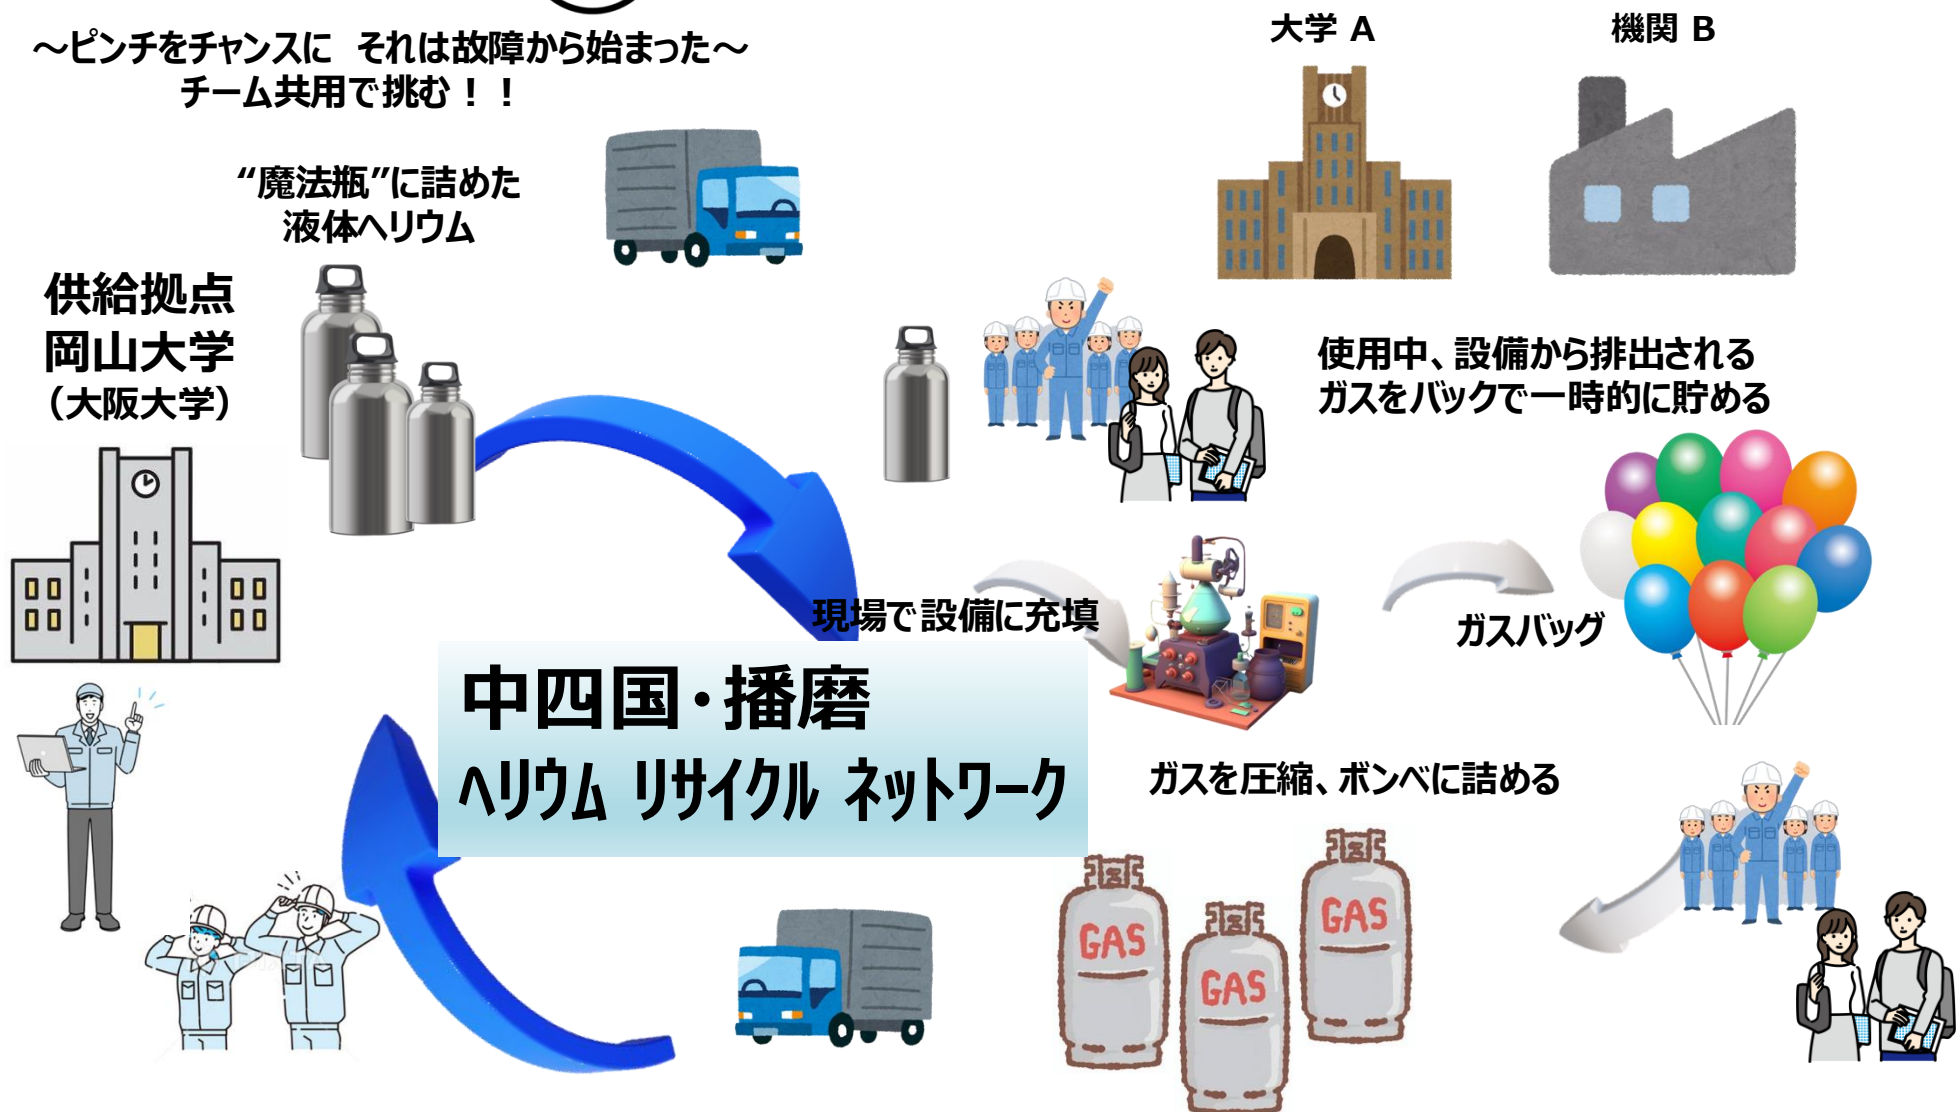 ～ピンチをチャンスに それは故障から始まった～
チーム共用で挑む！！
“魔法瓶”に詰めた
液体ヘリウム
供給拠点
岡山大学
（大阪大学）
大学 A
機関 B
使用中、設備から排出される
ガスをバックで一時的に貯める
現場で設備に充填
ガスバッグ
中四国・播磨
ヘリウム リサイクル ネットワーク
ガスを圧縮、ボンベに詰める
GAS
GAS
GAS